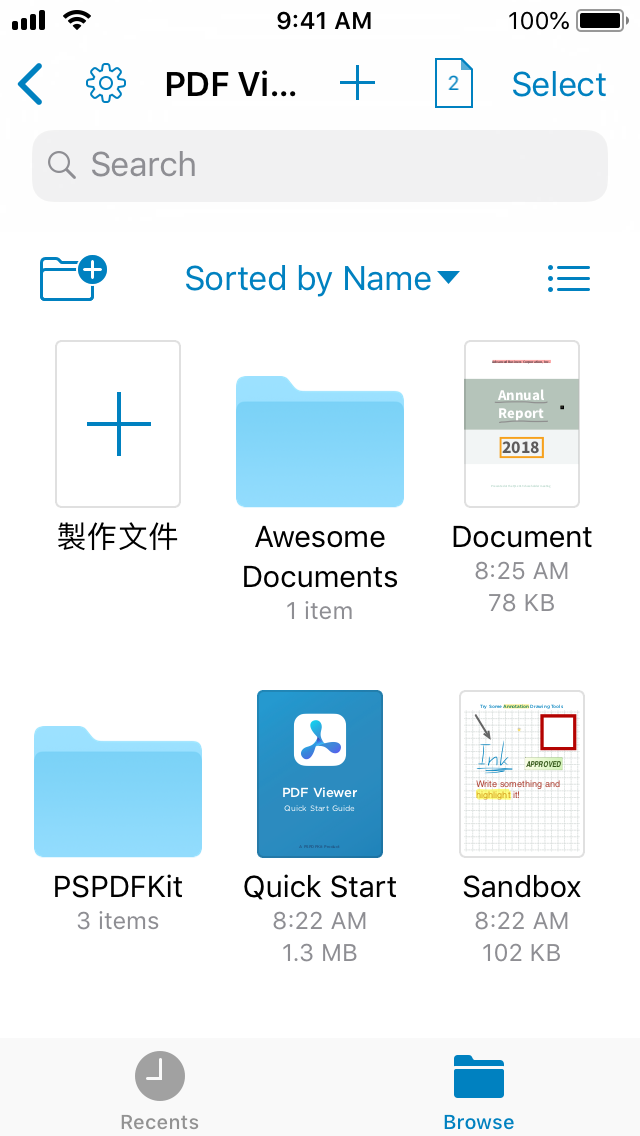 9:41 AM
100%
PDF Vi...
2
Select
Search
Sorted by Name
製作文件
Awesome
Documents
1 item
Annual
Report
2018
Document
8:25 AM
78 KB
PSPDFKit
3 items
PDF Viewer
Quick Start Guide
Quick Start
8:22 AM
1.3 MB
Try Some Annotation Drawing Tools
Ink
APPROVED
Write something and
highlight it!
Sandbox
8:22 AM
102 KB
Recents
Browse